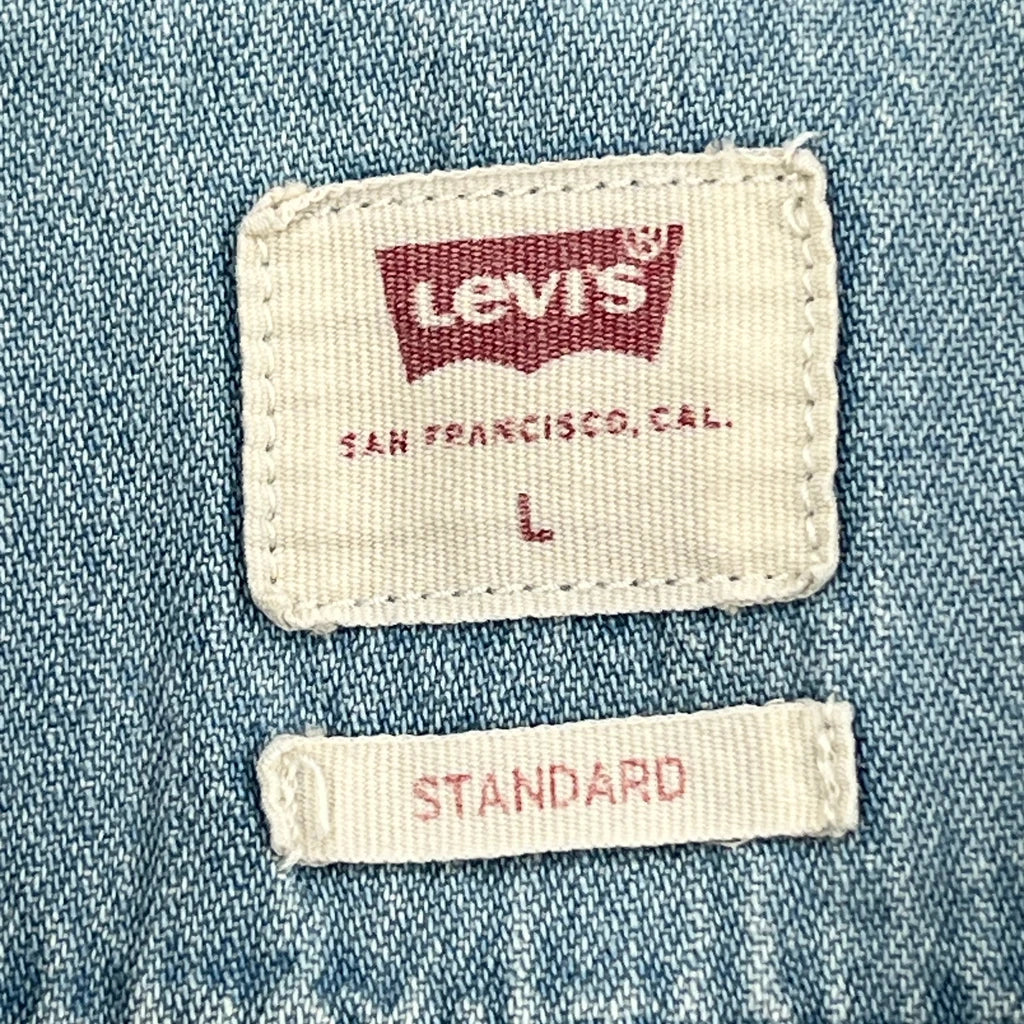 LEVI'S®
SAN FRANCISCO, CAL.
L
STANDARD